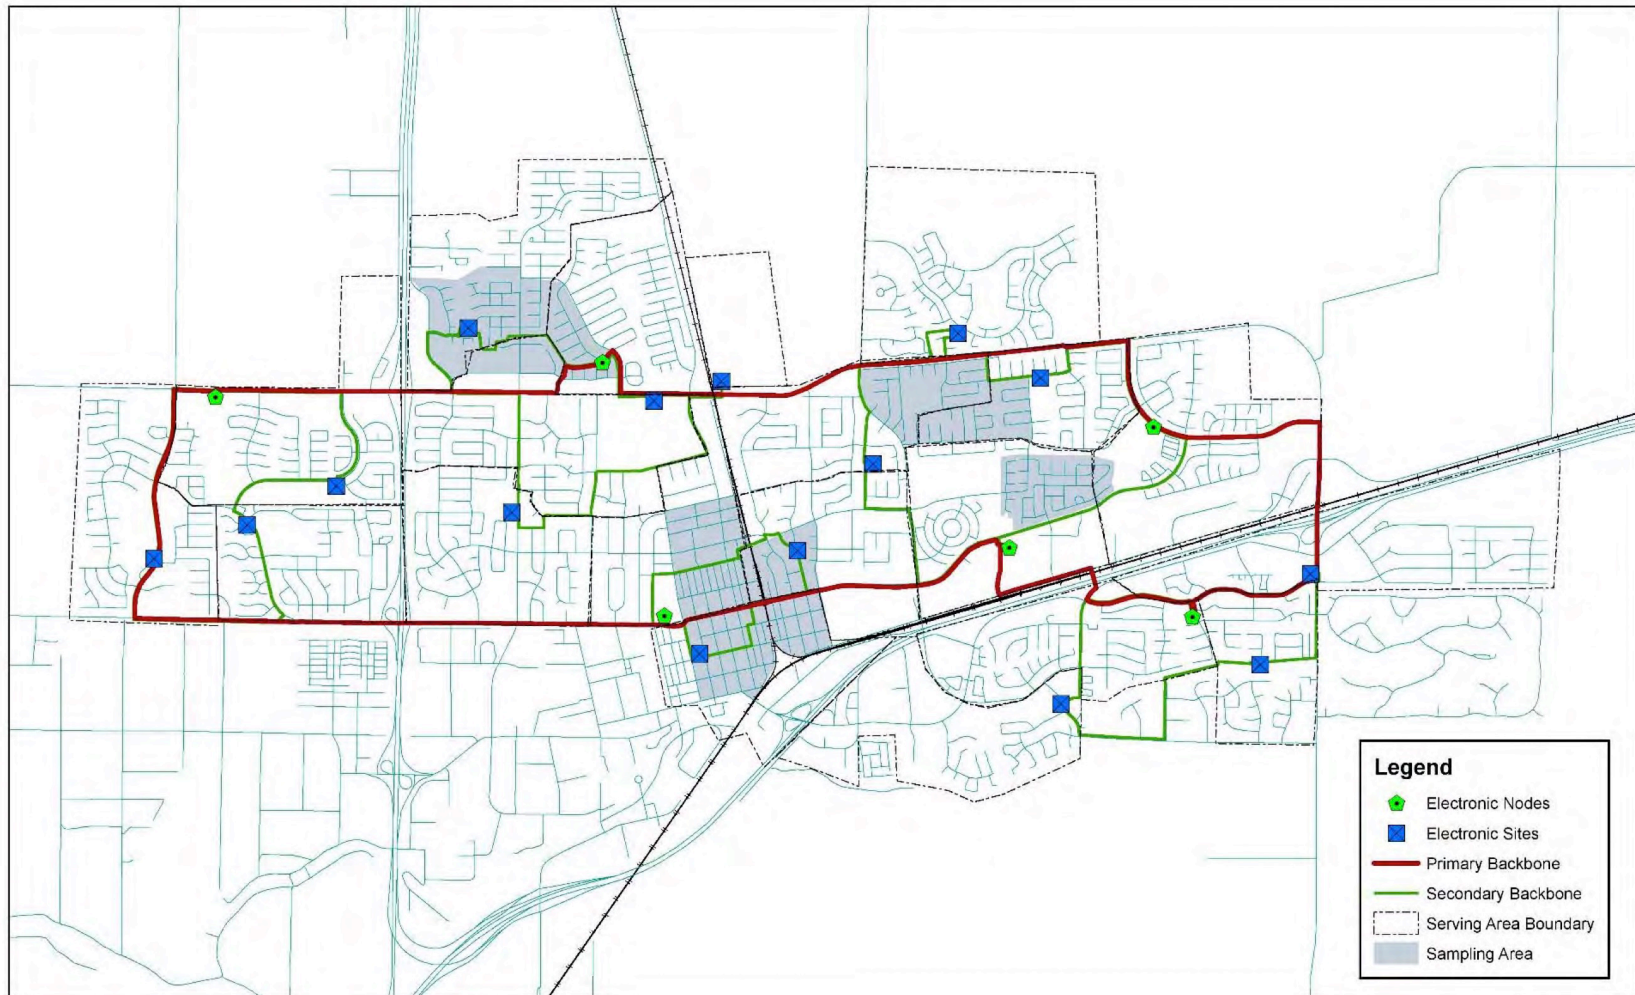 Legend
Electronic Nodes
Electronic Sites
Primary Backbone
Secondary Backbone
Serving Area Boundary
Sampling Area